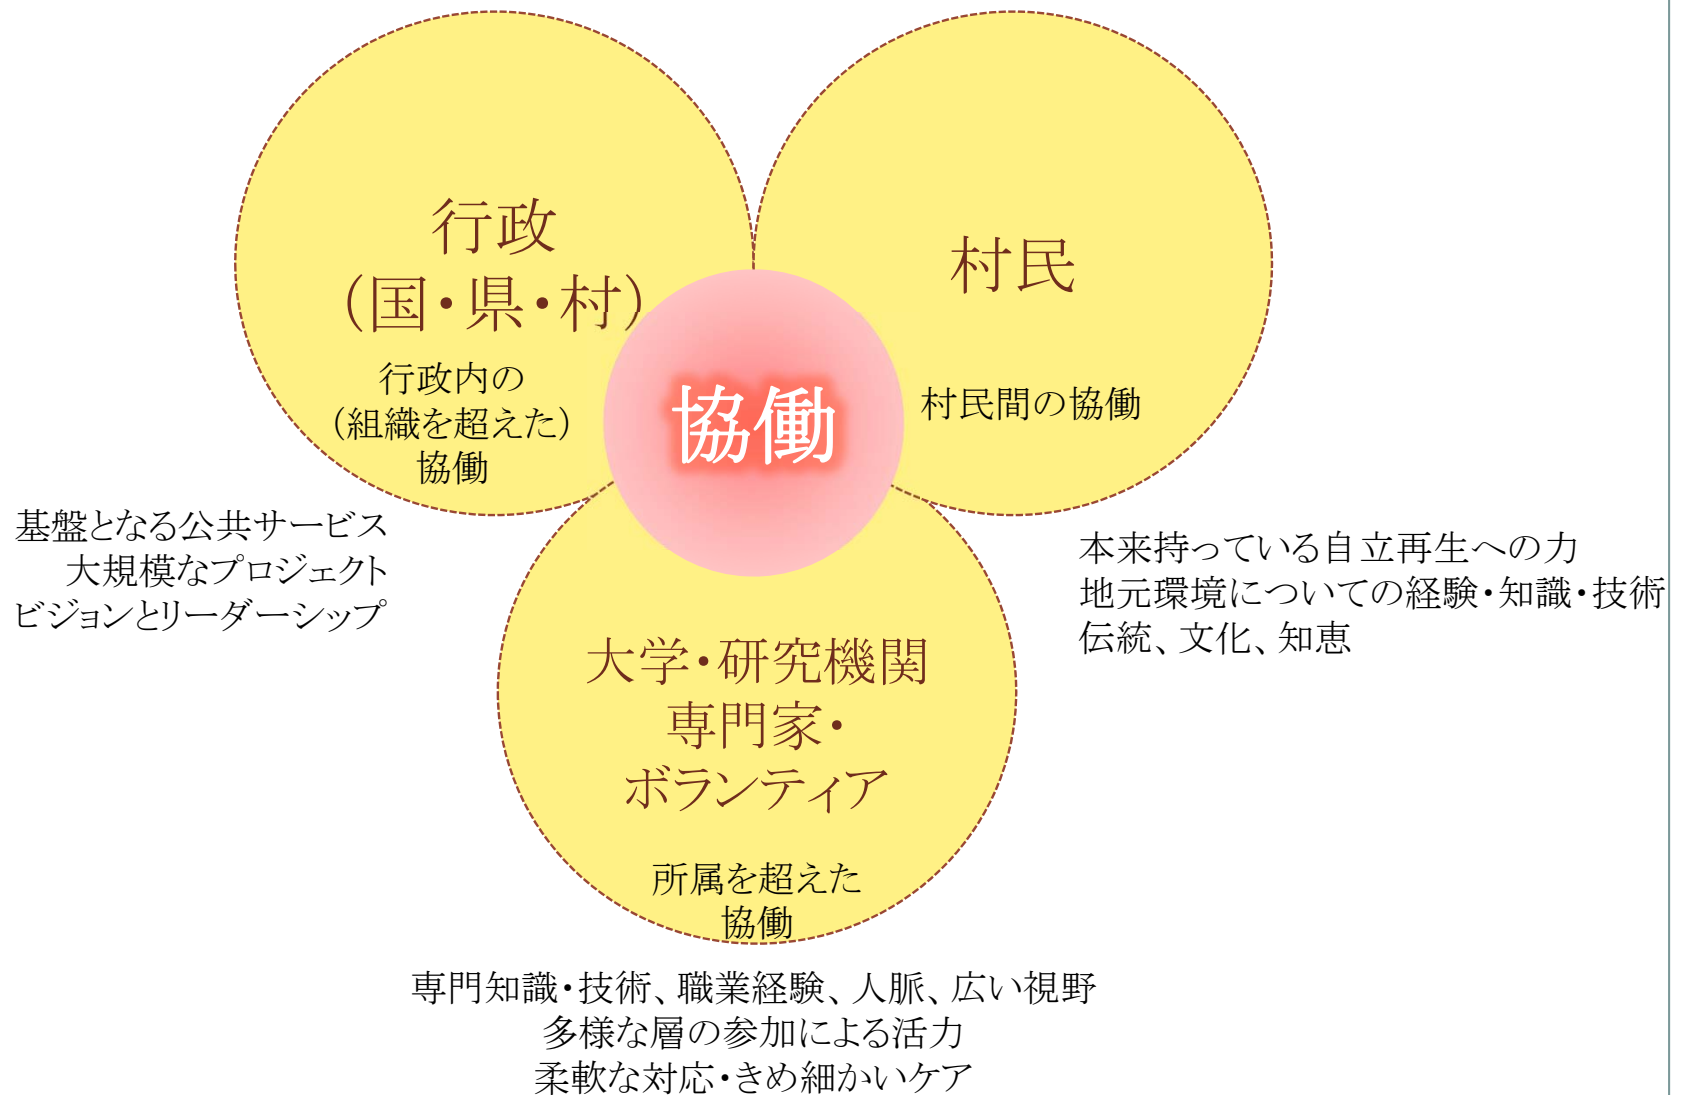 行政
（国・県・村）
行政内の
（組織を超えた）
協働
村民
村民間の協働
協働
基盤となる公共サービス
大規模なプロジェクト
ビジョンとリーダーシップ
本来持っている自立再生への力
地元環境についての経験・知識・技術
伝統、文化、知恵
大学・研究機関
専門家・
ボランティア
所属を超えた
協働
専門知識・技術、職業経験、人脈、広い視野
多様な層の参加による活力
柔軟な対応・きめ細かいケア